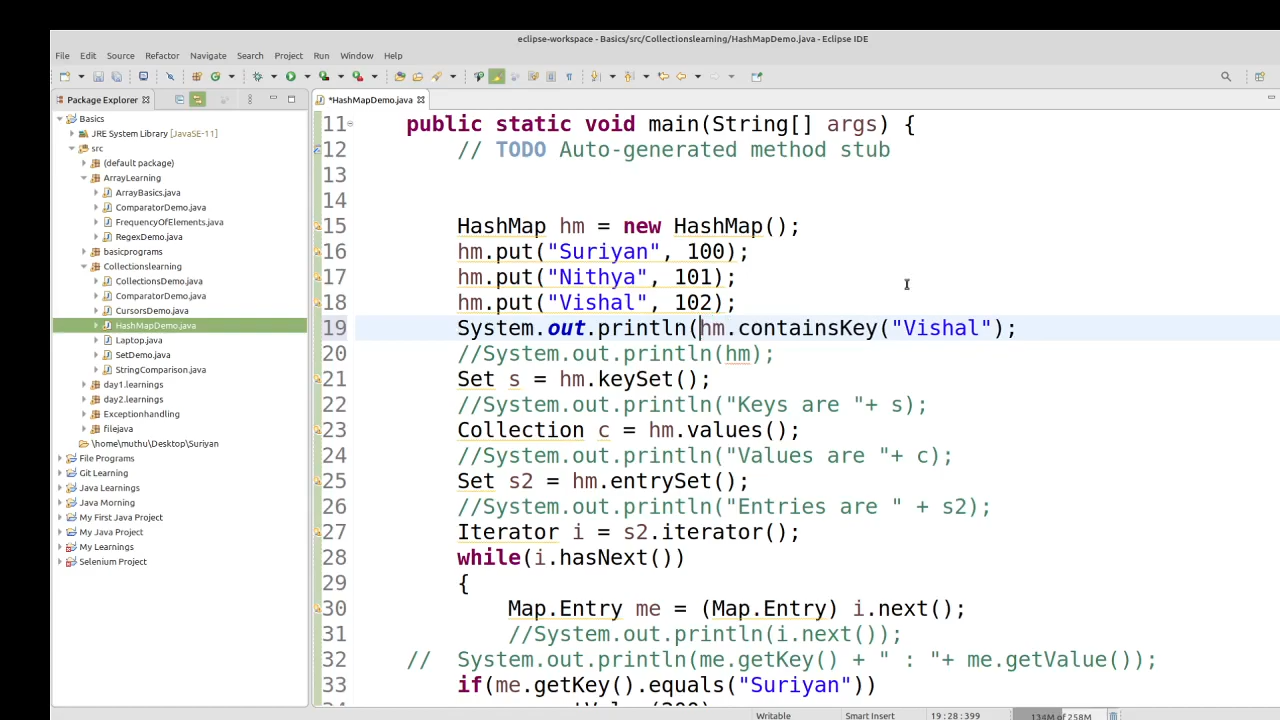 eclipse-workspace - Basics/src/Collectionslearning/HashMapDemo.java - Eclipse IDE
File Edit Source Refactor Navigate Search Project Run Window Help
Package Explorer
*HashMapDemo.java
Basics
JRE System Library [JavaSE-11]
src
(default package)
ArrayLearning
ArrayBasics.java
ComparatorDemo.java
FrequencyOfElements.java
RegexDemo.java
basicprograms
Collectionslearning
CollectionsDemo.java
ComparatorDemo.java
CursorsDemo.java
HashMapDemo.java
Laptop.java
SetDemo.java
StringComparison.java
day1.learnings
day2.learnings
Exceptionhandling
filejava
\home\muthu\Desktop\Suriyan
File Programs
Git Learning
Java Learnings
Java Morning
My First Java Project
My Java Project
My Learnings
Selenium Project
11 public static void main(String[] args) {
12 // TODO Auto-generated method stub
13
14
15 HashMap hm = new HashMap();
16 hm.put("Suriyan", 100);
17 hm.put("Nithya", 101);
18 hm.put("Vishal", 102);
19 System.out.println(hm.containsKey("Vishal");
20 //System.out.println(hm);
21 Set s = hm.keySet();
22 //System.out.println("Keys are "+ s);
23 Collection c = hm.values();
24 //System.out.println("Values are "+ c);
25 Set s2 = hm.entrySet();
26 //System.out.println("Entries are " + s2);
27 Iterator i = s2.iterator();
28 while(i.hasNext())
29 {
30 Map.Entry me = (Map.Entry) i.next();
31 //System.out.println(i.next());
32 // System.out.println(me.getKey() + " : "+ me.getValue());
33 if(me.getKey().equals("Suriyan"))
Writable Smart Insert 19:28:399 134M of 258M